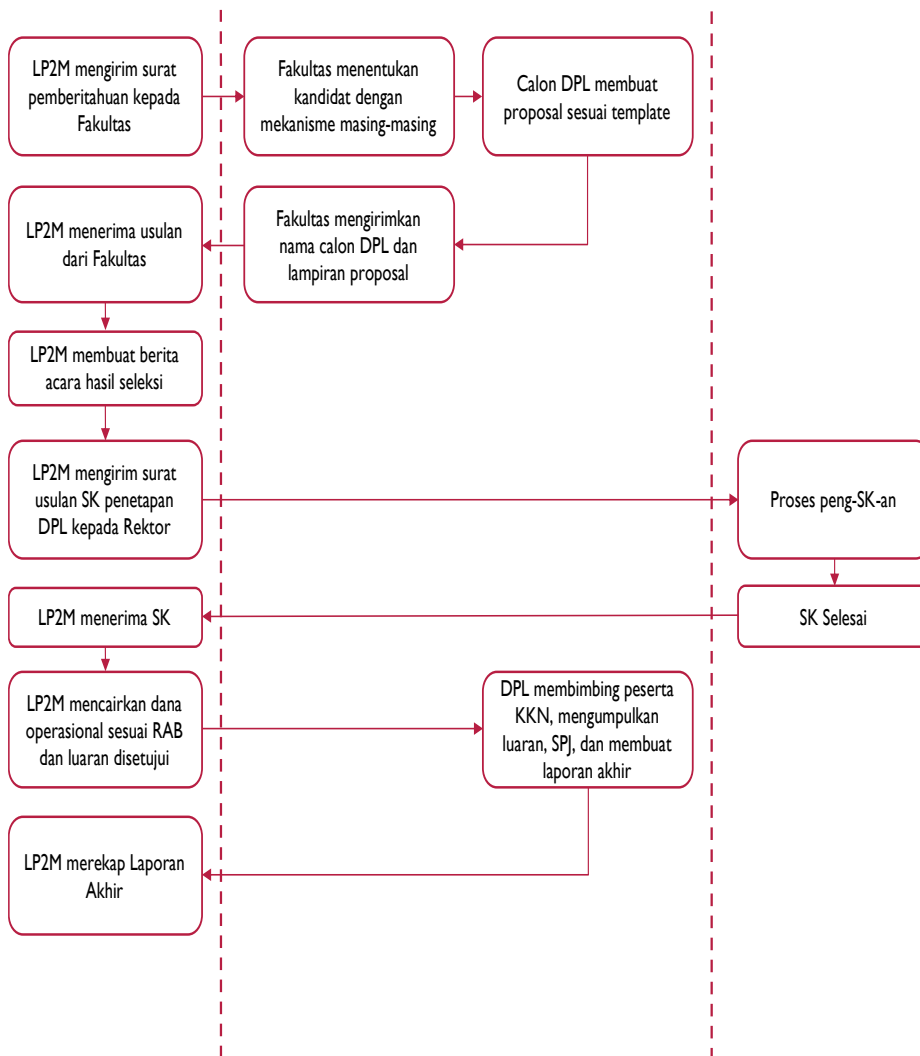 LP2M mengirim surat
pemberitahuan kepada
Fakultas
Fakultas menentukan
kandidat dengan
mekanisme masing-masing
Calon DPL membuat
proposal sesuai template
Fakultas mengirimkan
nama calon DPL dan
lampiran proposal
LP2M menerima usulan
dari Fakultas
LP2M membuat berita
acara hasil seleksi
LP2M mengirim surat
usulan SK penetapan
DPL kepada Rektor
Proses peng-SK-an
SK Selesai
LP2M menerima SK
LP2M mencairkan dana
operasional sesuai RAB
dan luaran disetujui
DPL membimbing peserta
KKN, mengumpulkan
luaran, SPJ, dan membuat
laporan akhir
LP2M merekap Laporan
Akhir